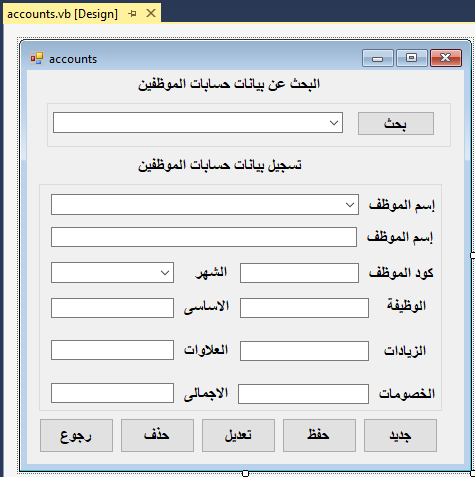 accounts.vb [Design]
accounts
البحث عن بيانات حسابات الموظفين
بحث
تسجيل بيانات حسابات الموظفين
إسم الموظف
إسم الموظف
كود الموظف الشهر
الوظيفة الاساسى
الزيادات العلاوات
الخصومات الاجمالى
جديد حفظ تعديل حذف رجوع